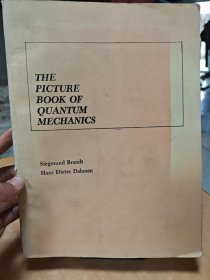 THE
PICTURE
BOOK OF
QUANTUM
MECHANICS
Siegmund Brandt
Hans Dieter Dahmen